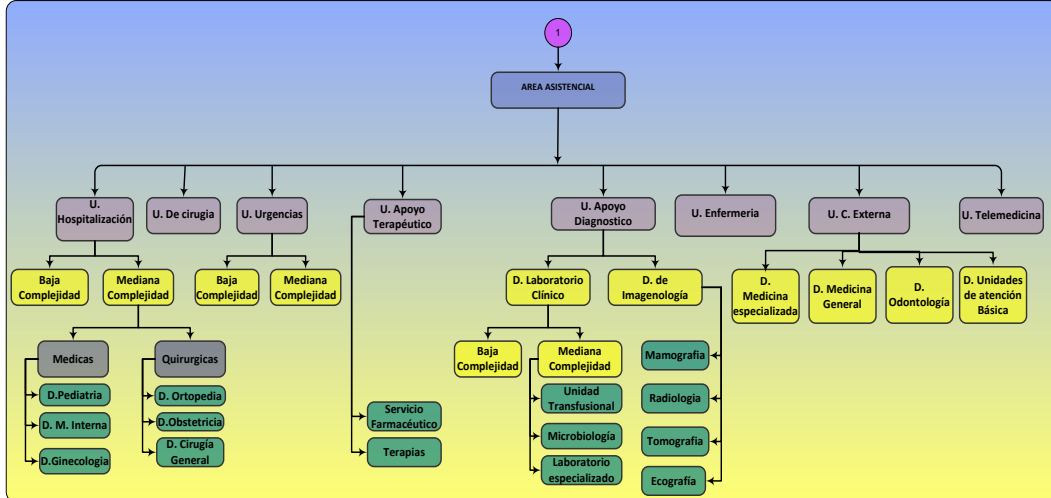 1
AREA ASISTENCIAL
U.
Hospitalización
U. De cirugia
U. Urgencias
U. Apoyo
Terapéutico
U. Apoyo
Diagnostico
U. Enfermeria
U. C. Externa
U. Telemedicina
Baja
Complejidad
Mediana
Complejidad
Baja
Complejidad
Mediana
Complejidad
D. Laboratorio
Clínico
D. de
Imagenología
D.
Medicina
especializada
D. Medicina
General
D.
Odontología
D. Unidades
de atención
Básica
Medicas
Quirurgicas
Baja
Complejidad
Mediana
Complejidad
Mamografia
D.Pediatria
D. M. Interna
D.Ginecologia
D. Ortopedia
D.Obstetricia
D. Cirugía
General
Servicio
Farmacéutico
Terapias
Unidad
Transfusional
Microbiología
Laboratorio
especializado
Radiologia
Tomografia
Ecografía